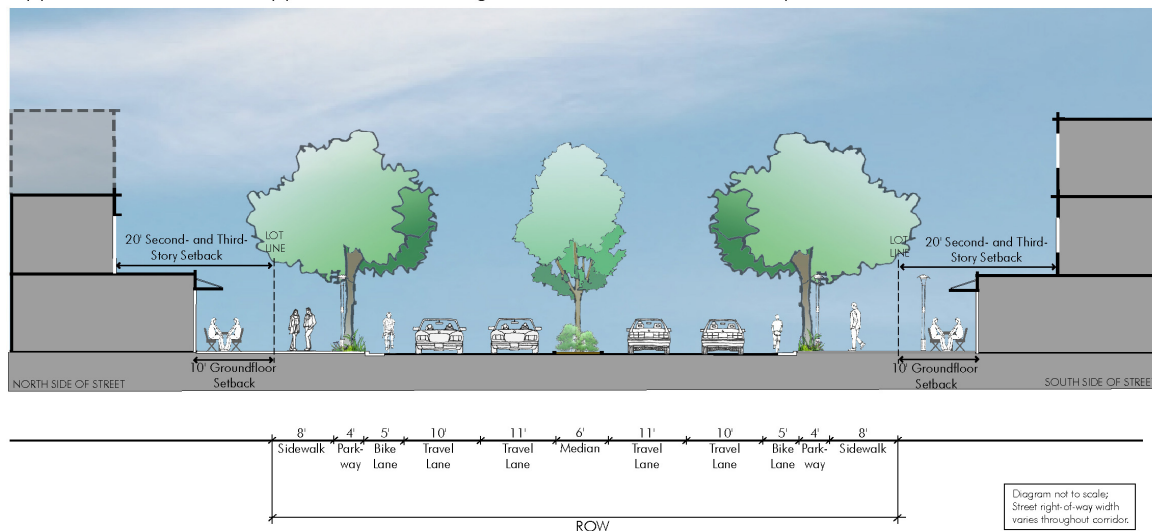 LOT
LINE
20' Second- and Third-
Story Setback
LOT
LINE
20' Second- and Third-
Story Setback
10' Groundfloor
Setback
10' Groundfloor
Setback
NORTH SIDE OF STREET
SOUTH SIDE OF STREE
8' 4' 5' 10' 11' 6' 11' 10' 5' 4' 8'
Sidewalk Park- Bike Travel Travel Median Travel Travel Bike Park- Sidewalk
way Lane Lane Lane Lane Lane Lane way
ROW
Diagram not to scale;
Street right-of-way width
varies throughout corridor.